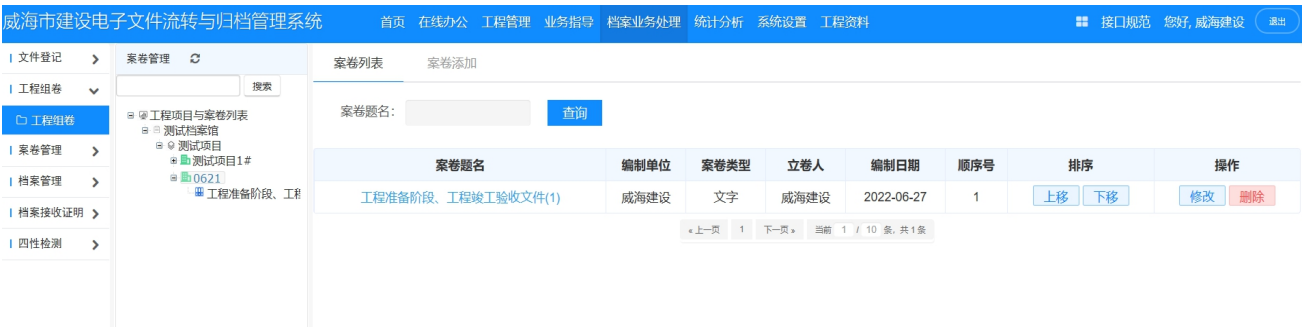 威海市建设电子文件流转与归档管理系统 首页 在线办公 工程管理 业务指导 档案业务处理 统计分析 系统设置 工程资料 接口规范 您好, 威海建设 退出
文件登记
工程组卷
工程组卷
案卷管理
档案管理
档案接收证明
四性检测
案卷管理
搜索
工程项目与案卷列表
测试档案馆
测试项目
测试项目1#
0621
工程准备阶段、工程
案卷列表 案卷添加
案卷题名: 查询
案卷题名 编制单位 案卷类型 立卷人 编制日期 顺序号 排序 操作
工程准备阶段、工程竣工验收文件(1) 威海建设 文字 威海建设 2022-06-27 1 上移 下移 修改 删除
«上一页 1 下一页» 当前 1 / 10 条, 共1条